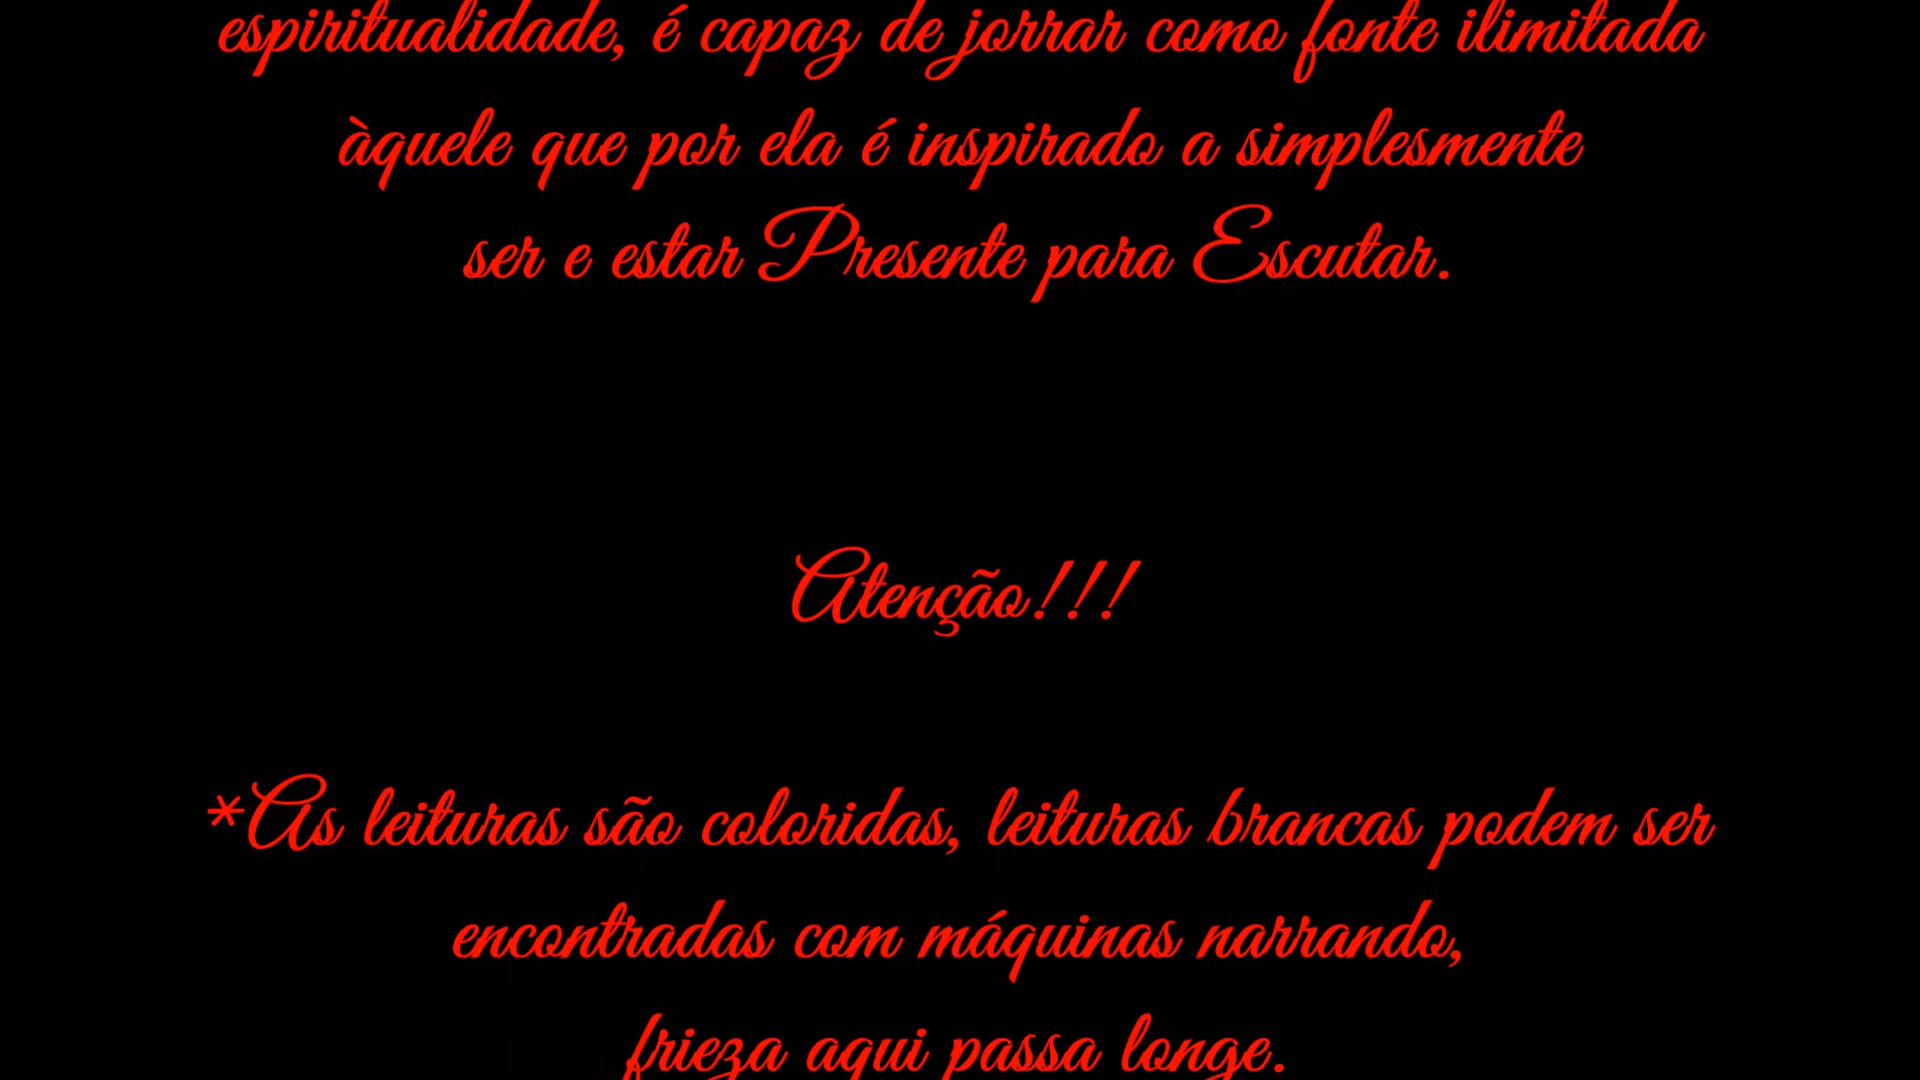 espiritualidade, é capaz de jorrar como fonte ilimitada
àquele que por ela é inspirado a simplesmente
ser e estar Presente para Escutar.
Atenção!!!
*As leituras são coloridas, leituras brancas podem ser
encontradas com máquinas narrando,
frieza aqui passa longe.